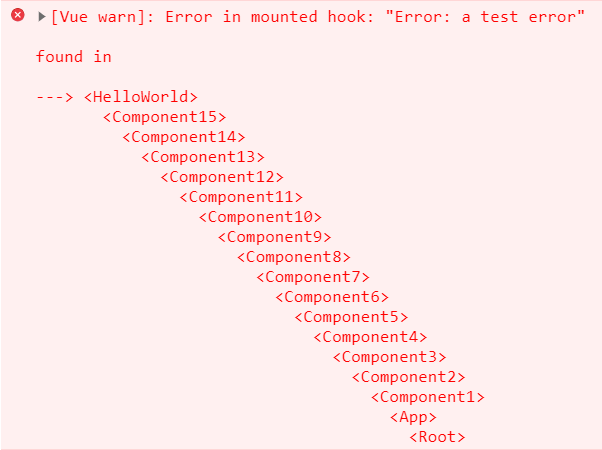 [Vue warn]: Error in mounted hook: "Error: a test error"
found in
---> <HelloWorld>
<Component15>
<Component14>
<Component13>
<Component12>
<Component11>
<Component10>
<Component9>
<Component8>
<Component7>
<Component6>
<Component5>
<Component4>
<Component3>
<Component2>
<Component1>
<App>
<Root>